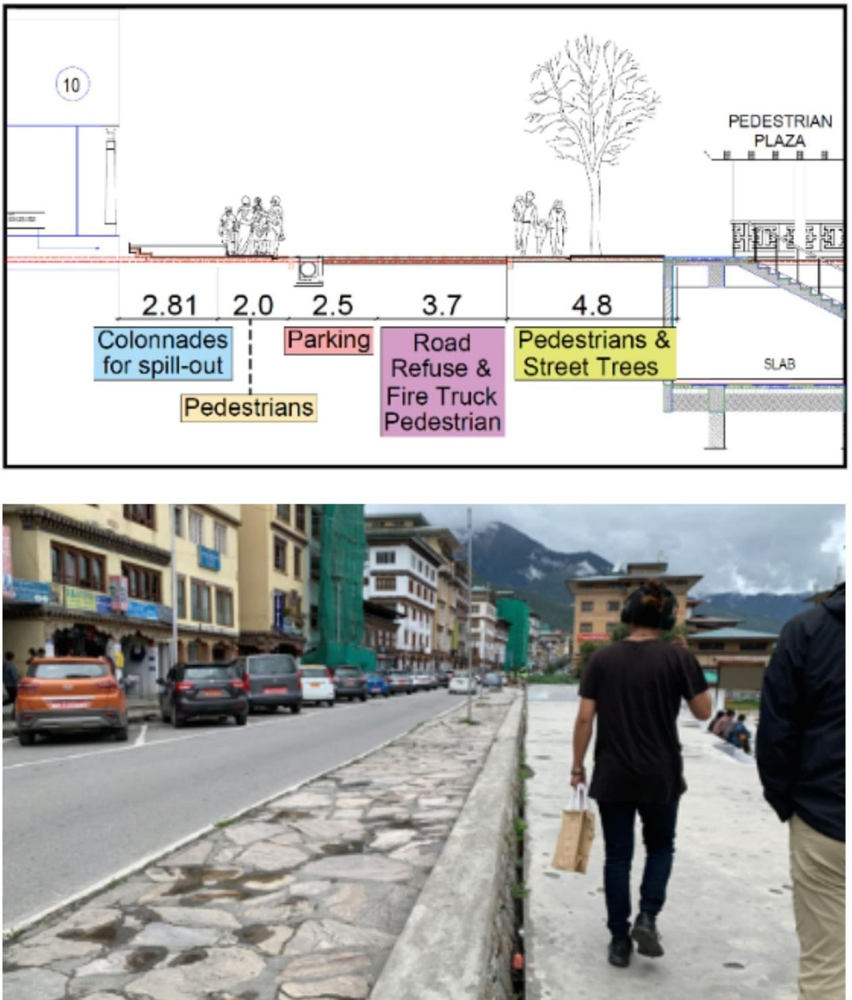 10
PEDESTRIAN
PLAZA
2.81
2.0
2.5
3.7
4.8
Colonnades
for spill-out
Pedestrians
Parking
Road
Refuse &
Fire Truck
Pedestrian
Pedestrians &
Street Trees
SLAB